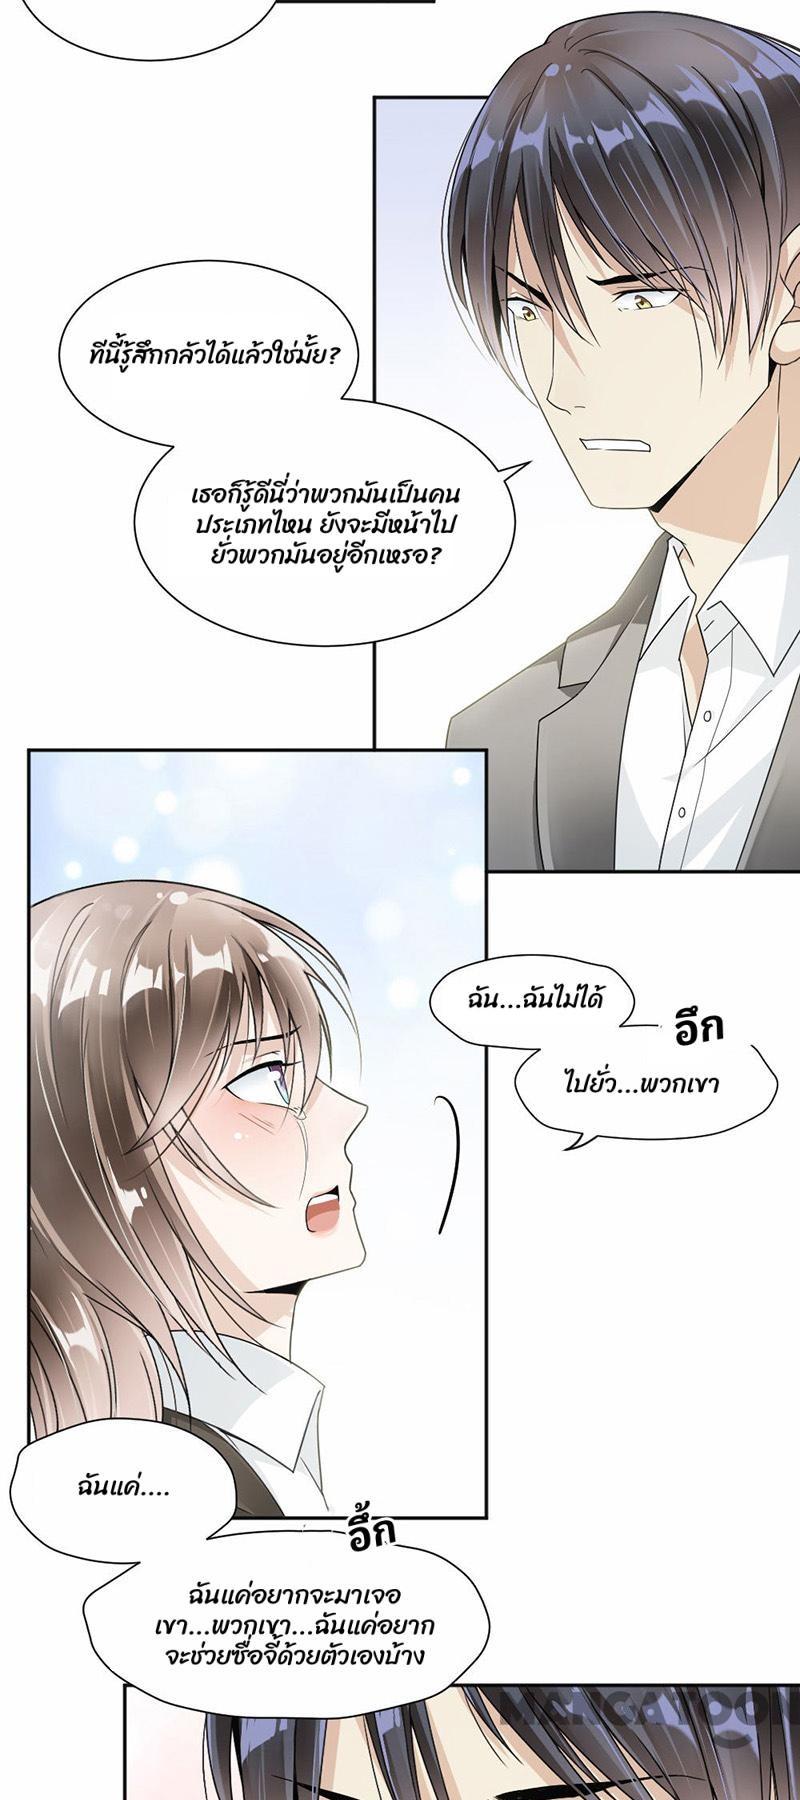 ทีนี้รู้สึกกลัวได้แล้วใช่มั้ย?
เธอก็รู้ดีนี่ว่าพวกมันเป็นคน
ประเภทไหน ยังจะมีหน้าไป
ยั่วพวกมันอยู่อีกเหรอ?
ฉัน...ฉันไม่ได้
อึก
ไปยั่ว...พวกเขา
ฉันแค่....
อึ้ก
ฉันแค่อยากจะมาเจอ
เขา...พวกเขา...ฉันแค่อยาก
จะช่วยซื่อจี้ด้วยตัวเองบ้าง
MANGATOON